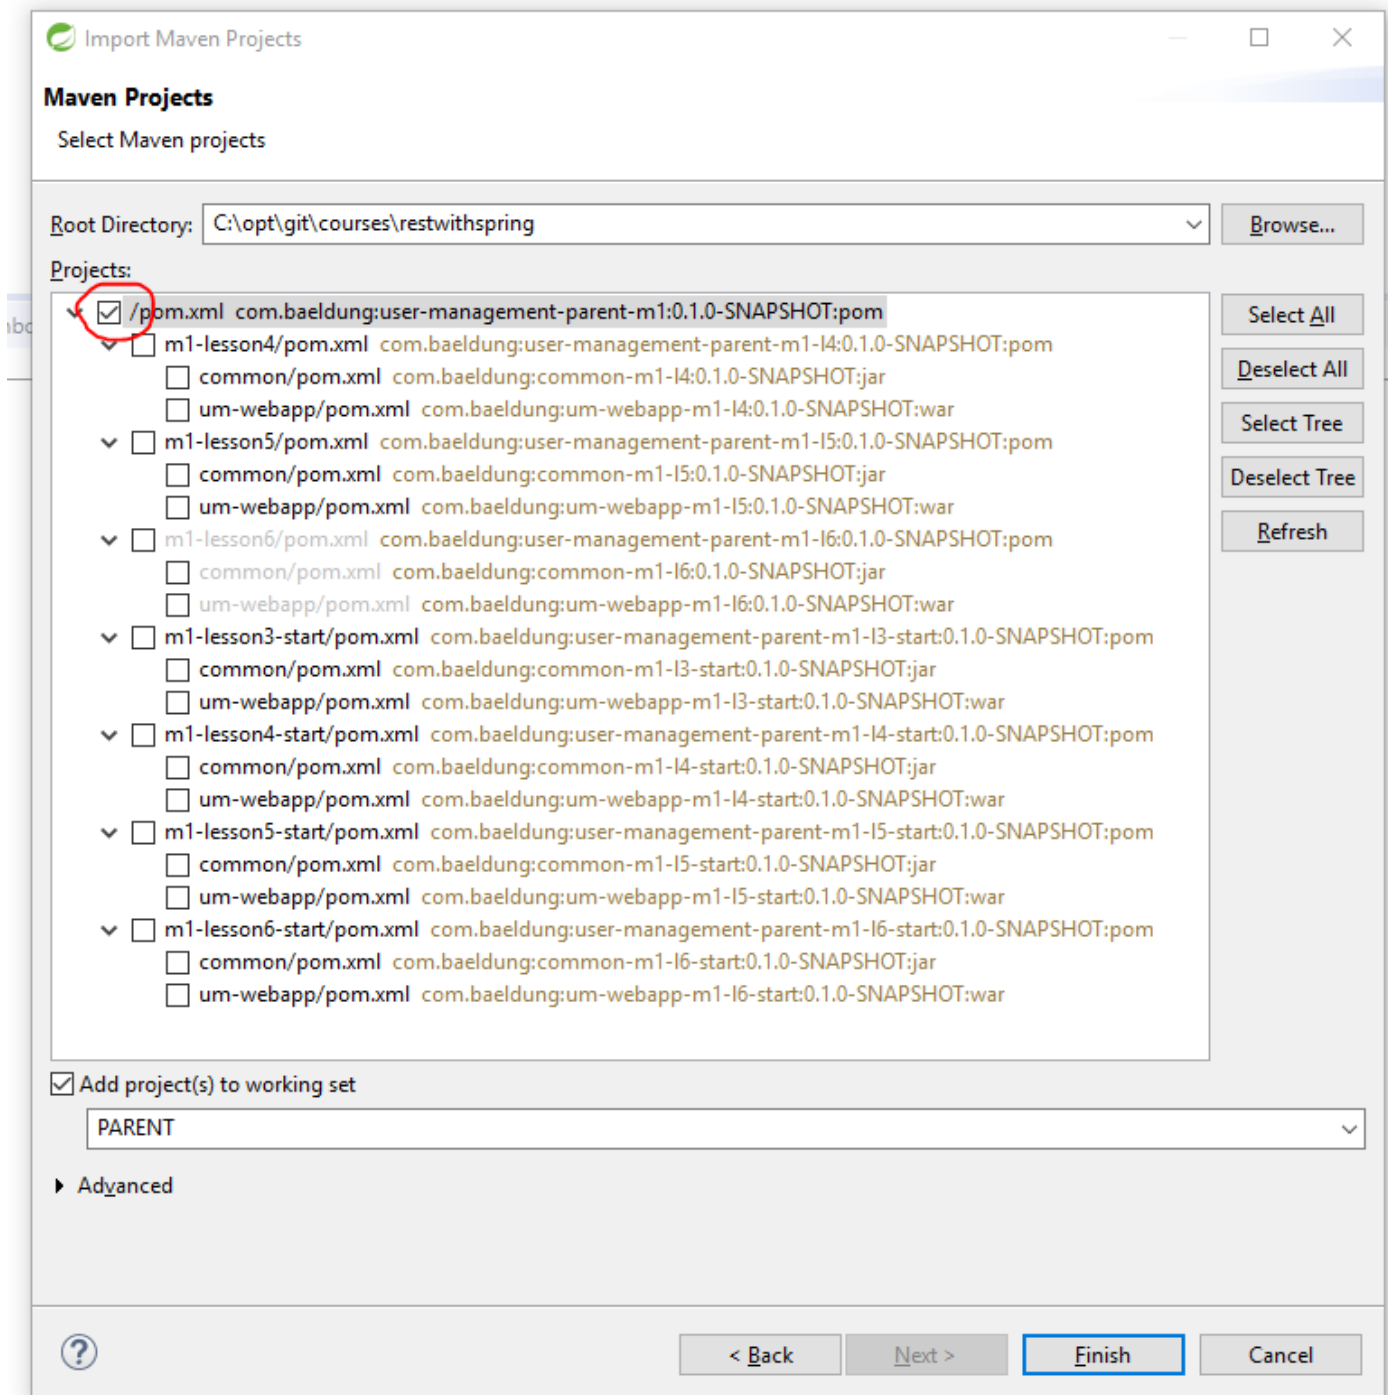 Import Maven Projects
Maven Projects
Select Maven projects
Root Directory: C:\opt\git\courses\restwithspring Browse...
Projects:
/pom.xml com.baeldung:user-management-parent-m1:0.1.0-SNAPSHOT:pom Select All
m1-lesson4/pom.xml com.baeldung:user-management-parent-m1-l4:0.1.0-SNAPSHOT:pom
common/pom.xml com.baeldung:common-m1-l4:0.1.0-SNAPSHOT:jar Deselect All
um-webapp/pom.xml com.baeldung:um-webapp-m1-l4:0.1.0-SNAPSHOT:war Select Tree
m1-lesson5/pom.xml com.baeldung:user-management-parent-m1-l5:0.1.0-SNAPSHOT:pom
common/pom.xml com.baeldung:common-m1-l5:0.1.0-SNAPSHOT:jar Deselect Tree
um-webapp/pom.xml com.baeldung:um-webapp-m1-l5:0.1.0-SNAPSHOT:war
m1-lesson6/pom.xml com.baeldung:user-management-parent-m1-l6:0.1.0-SNAPSHOT:pom Refresh
common/pom.xml com.baeldung:common-m1-l6:0.1.0-SNAPSHOT:jar
um-webapp/pom.xml com.baeldung:um-webapp-m1-l6:0.1.0-SNAPSHOT:war
m1-lesson3-start/pom.xml com.baeldung:user-management-parent-m1-l3-start:0.1.0-SNAPSHOT:pom
common/pom.xml com.baeldung:common-m1-l3-start:0.1.0-SNAPSHOT:jar
um-webapp/pom.xml com.baeldung:um-webapp-m1-l3-start:0.1.0-SNAPSHOT:war
m1-lesson4-start/pom.xml com.baeldung:user-management-parent-m1-l4-start:0.1.0-SNAPSHOT:pom
common/pom.xml com.baeldung:common-m1-l4-start:0.1.0-SNAPSHOT:jar
um-webapp/pom.xml com.baeldung:um-webapp-m1-l4-start:0.1.0-SNAPSHOT:war
m1-lesson5-start/pom.xml com.baeldung:user-management-parent-m1-l5-start:0.1.0-SNAPSHOT:pom
common/pom.xml com.baeldung:common-m1-l5-start:0.1.0-SNAPSHOT:jar
um-webapp/pom.xml com.baeldung:um-webapp-m1-l5-start:0.1.0-SNAPSHOT:war
m1-lesson6-start/pom.xml com.baeldung:user-management-parent-m1-l6-start:0.1.0-SNAPSHOT:pom
common/pom.xml com.baeldung:common-m1-l6-start:0.1.0-SNAPSHOT:jar
um-webapp/pom.xml com.baeldung:um-webapp-m1-l6-start:0.1.0-SNAPSHOT:war
Add project(s) to working set
PARENT
Advanced
? < Back Next > Finish Cancel